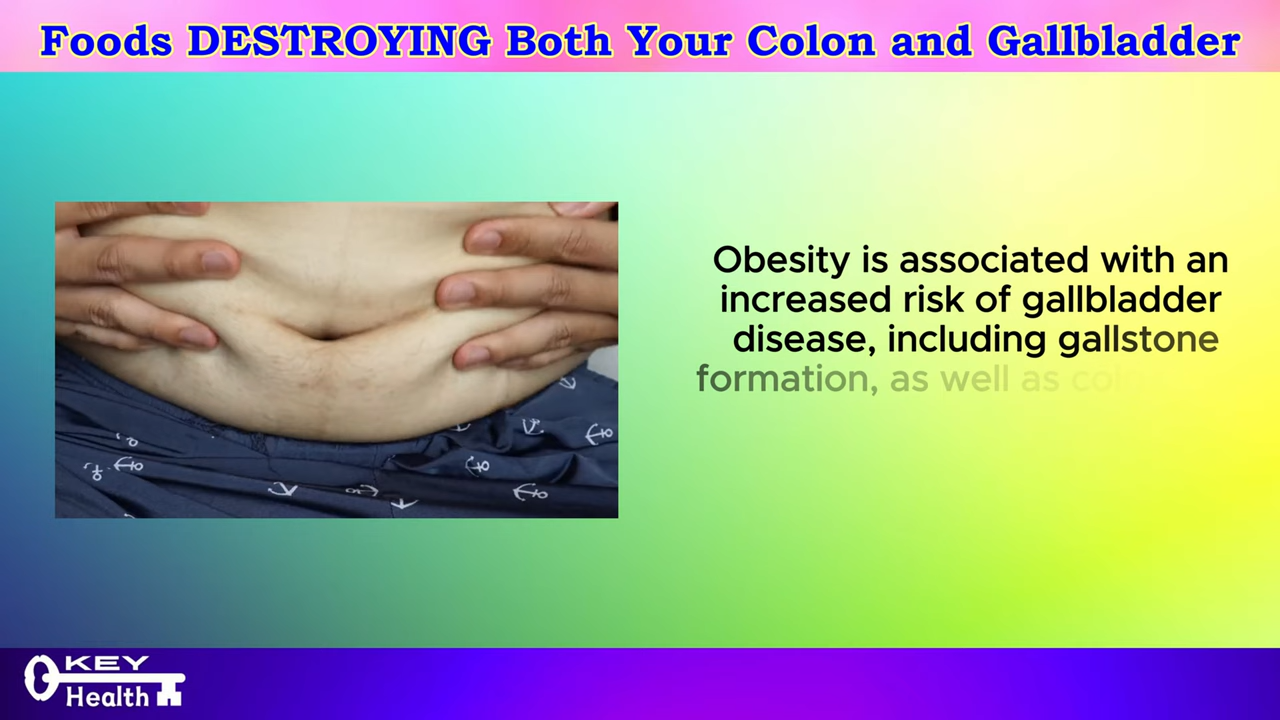 Foods DESTROYING Both Your Colon and Gallbladder
Obesity is associated with an
increased risk of gallbladder
disease, including gallstone
formation, as well as
KEY
Health